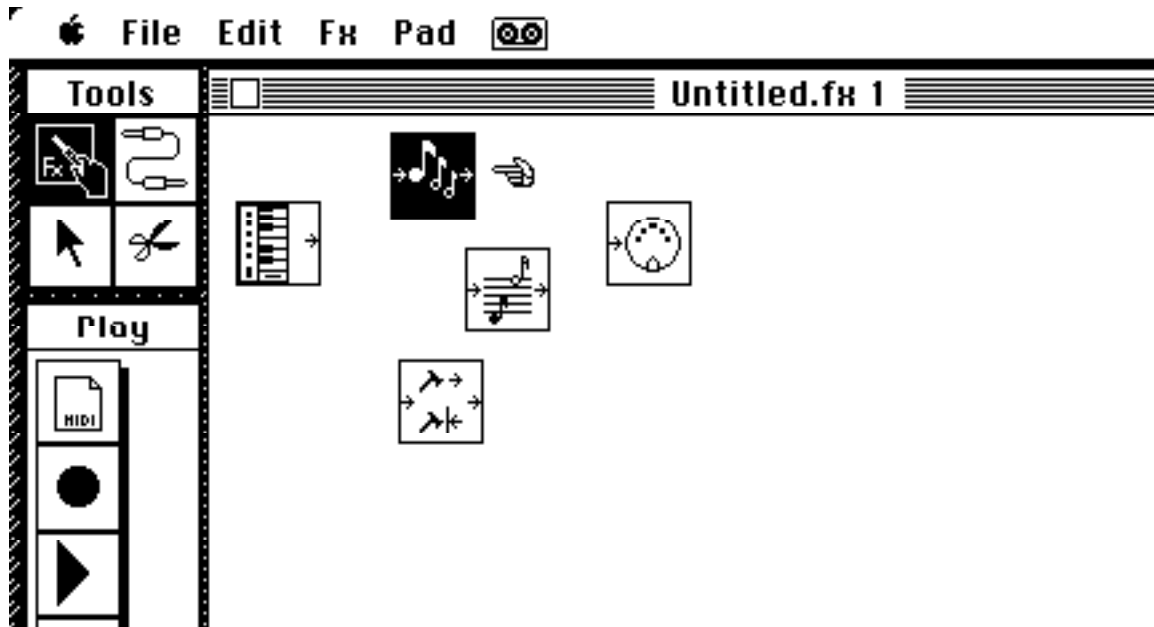 File Edit Fx Pad
Tools
Untitled.fx 1
Fx
Play
MIDI